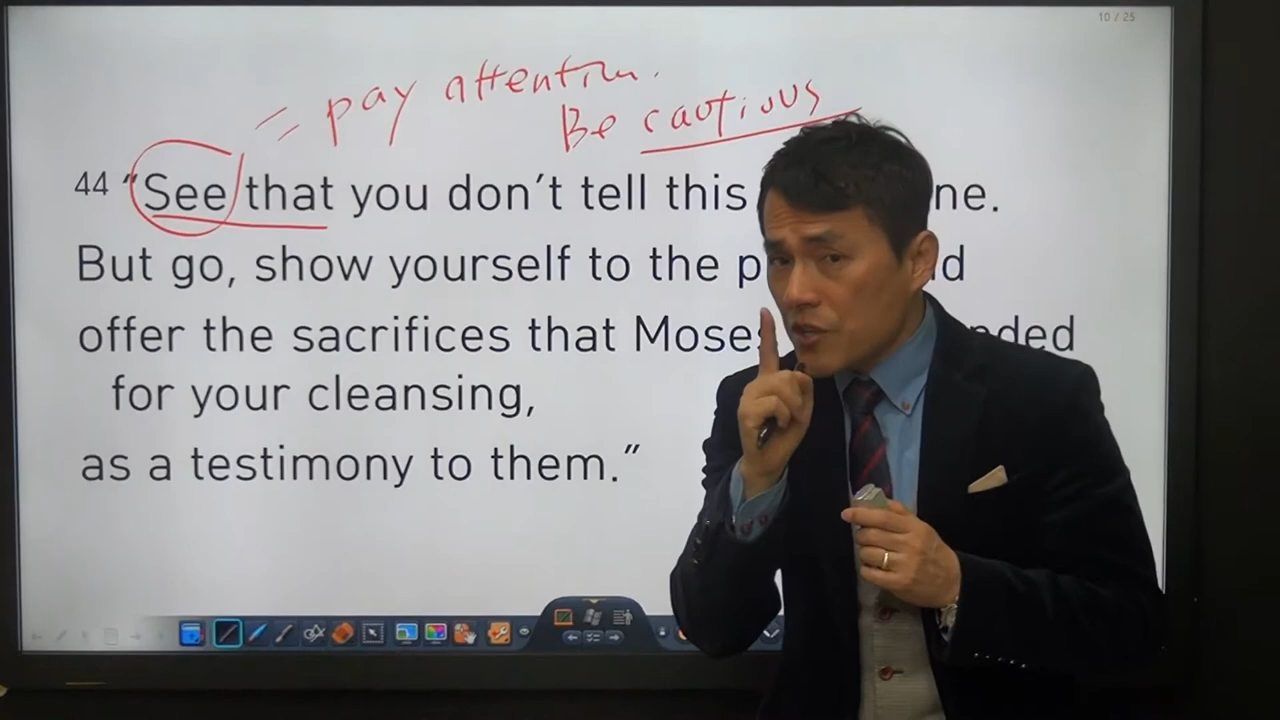 10 / 25
= pay attention.
Be cautious
44 "See that you don't tell this ne.
But go, show yourself to the p d
offer the sacrifices that Moses nded
for your cleansing,
as a testimony to them."